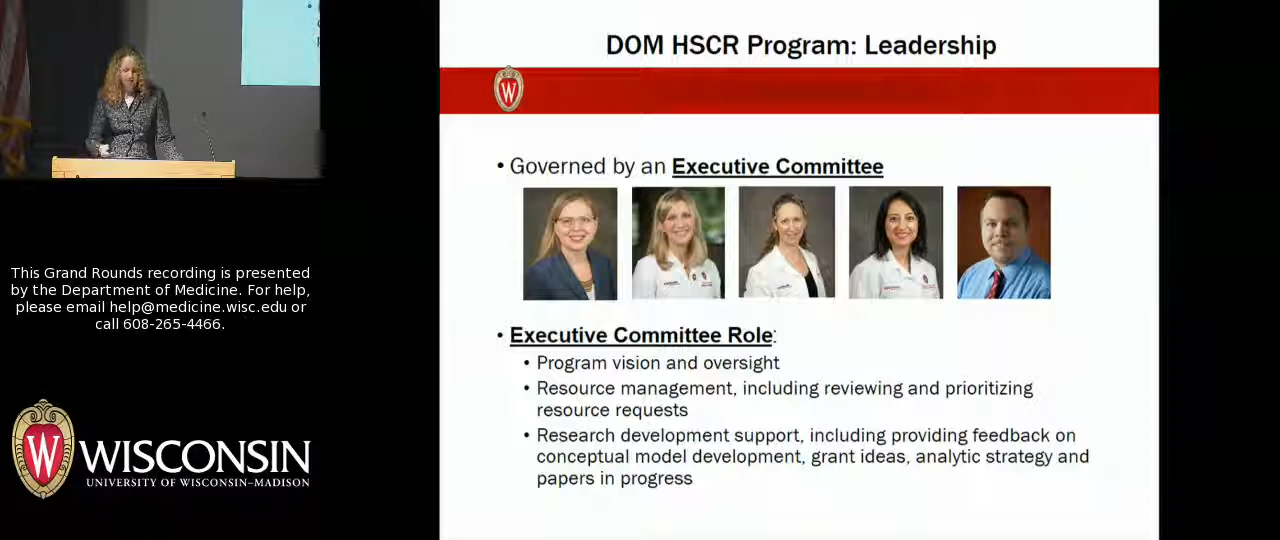 DOM HSCR Program: Leadership
W
• Governed by an Executive Committee
• Executive Committee Role:
• Program vision and oversight
• Resource management, including reviewing and prioritizing
resource requests
• Research development support, including providing feedback on
conceptual model development, grant ideas, analytic strategy and
papers in progress
This Grand Rounds recording is presented
by the Department of Medicine. For help,
please email help@medicine.wisc.edu or
call 608-265-4466.
W
WISCONSIN
UNIVERSITY OF WISCONSIN–MADISON